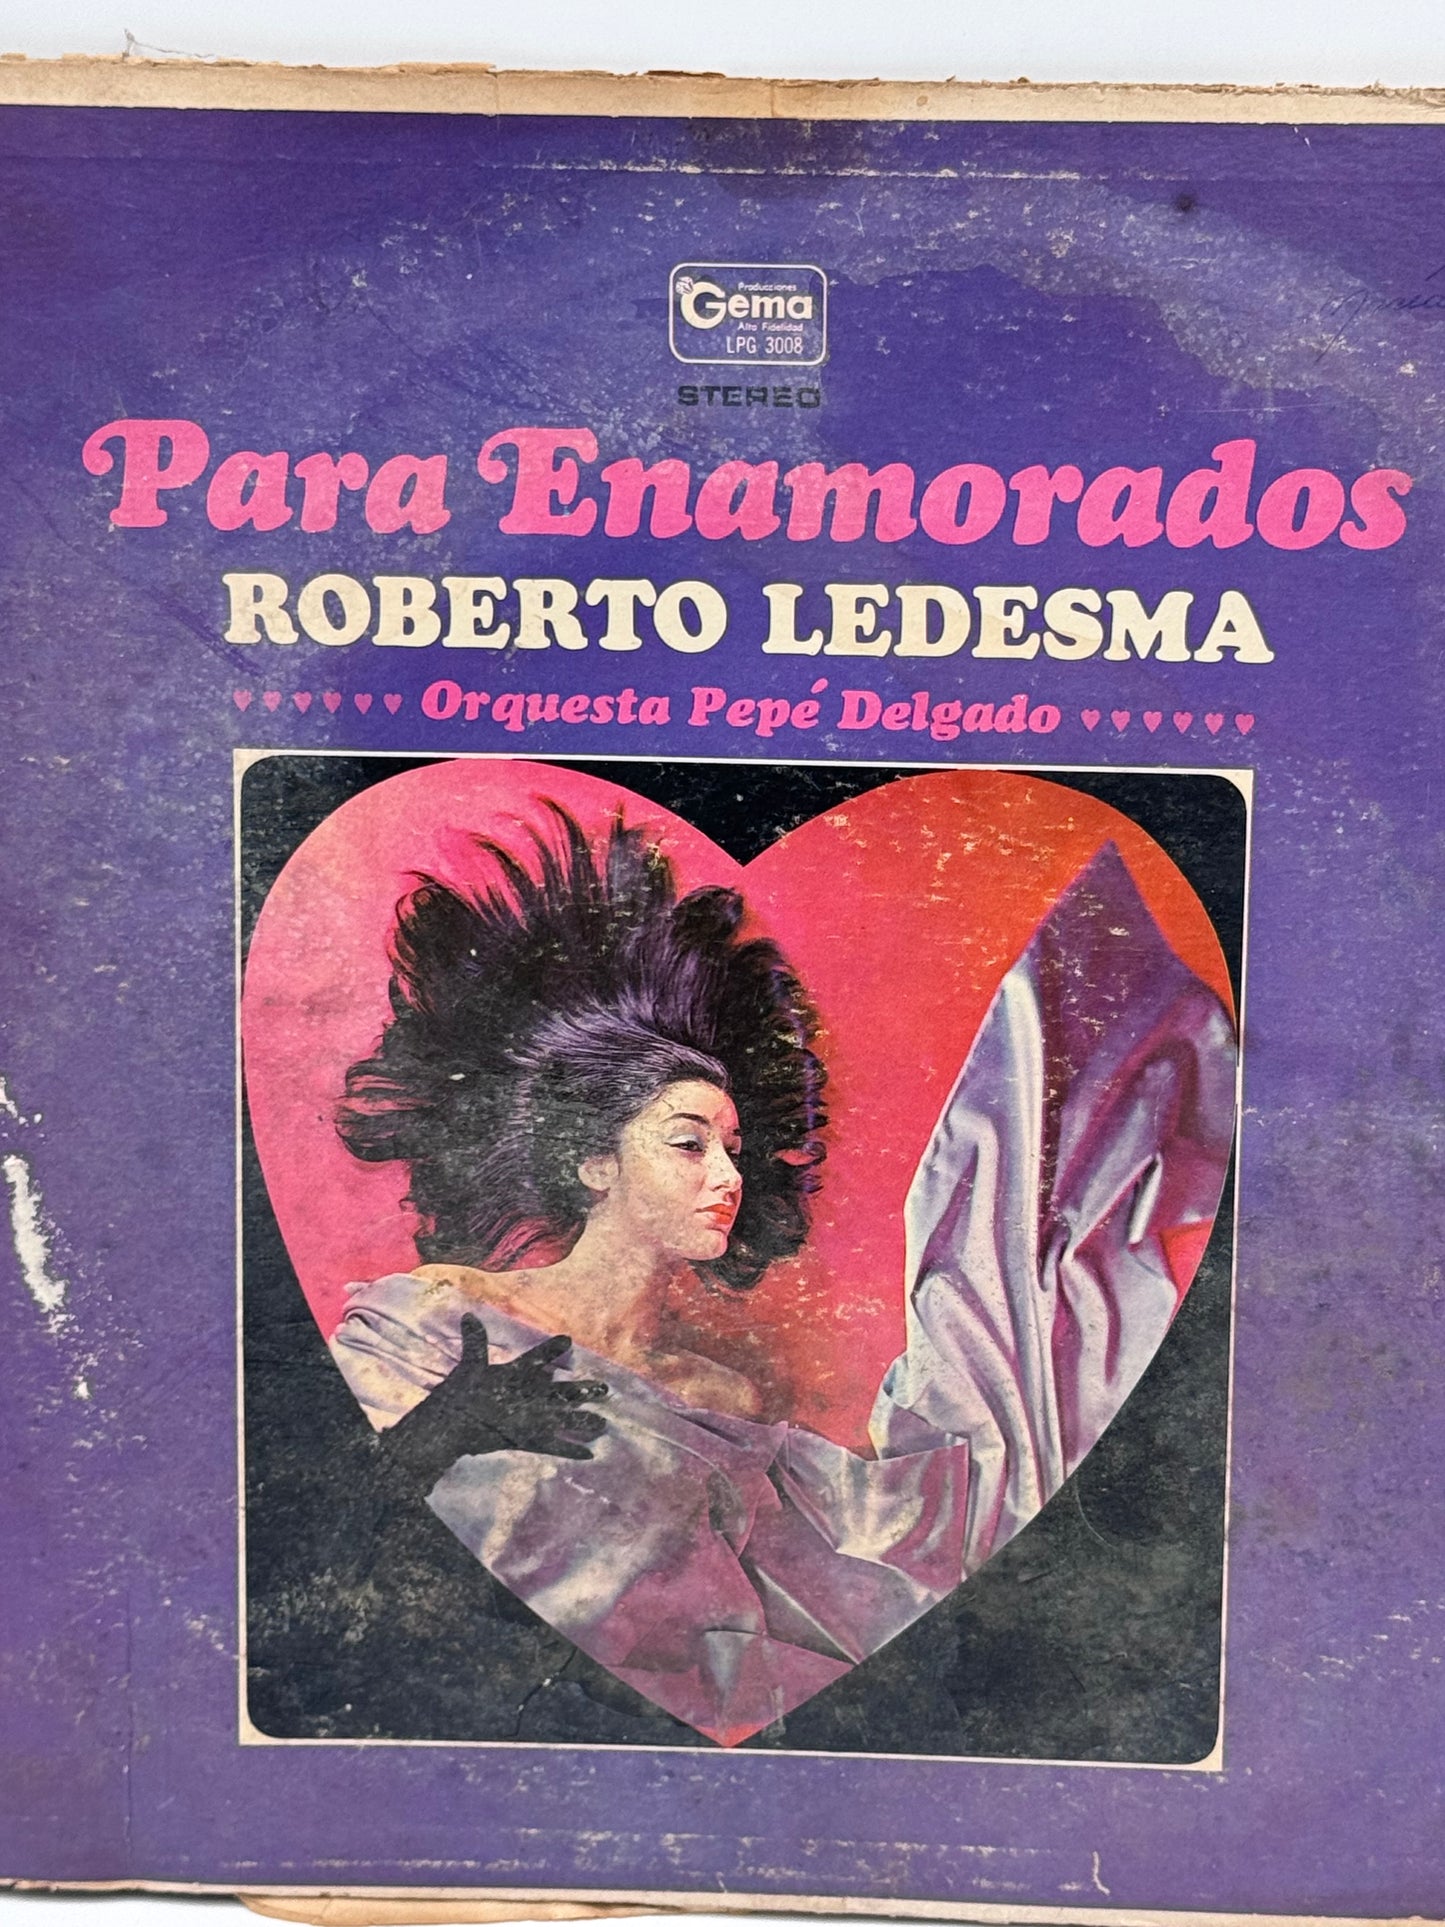 Producciones
Gema
Alta Fidelidad
LPG 3008
STEREO
Para Enamorados
ROBERTO LEDESMA
Orquesta Pepé Delgado